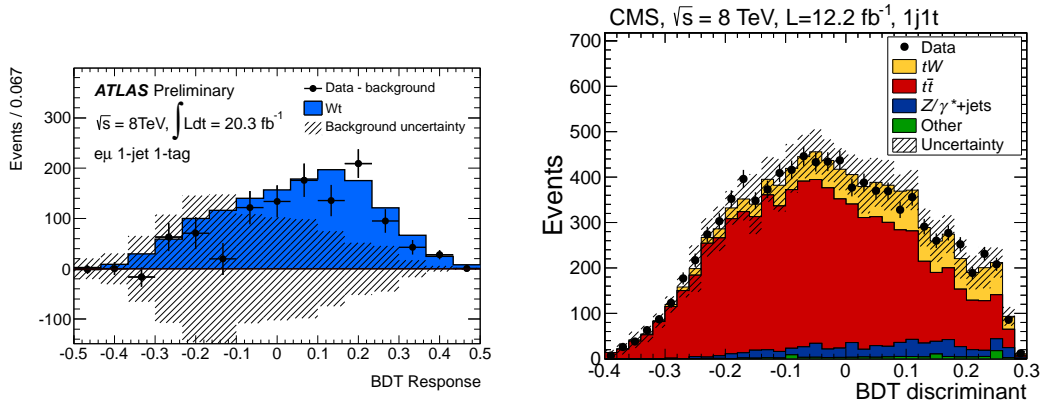 Events / 0.067
300
200
100
0
-100
ATLAS Preliminary
√s = 8TeV, ∫Ldt = 20.3 fb⁻¹
eμ 1-jet 1-tag
Data - background
Wt
Background uncertainty
-0.5 -0.4 -0.3 -0.2 -0.1 0 0.1 0.2 0.3 0.4 0.5
BDT Response
CMS, √s = 8 TeV, L=12.2 fb⁻¹, 1j1t
Events
700
600
500
400
300
200
100
0
Data
tW
tt̄
Z/γ*+jets
Other
Uncertainty
-0.4 -0.3 -0.2 -0.1 0 0.1 0.2 0.3
BDT discriminant